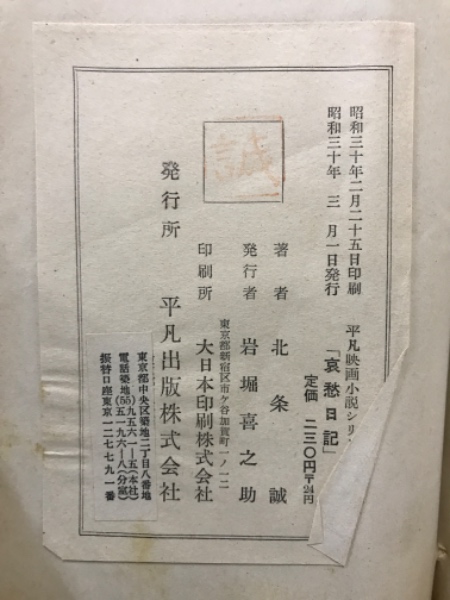 昭和三十年二月二十五日印刷
昭和三十年 三 月一日発行
平凡映画小説シリ
「哀愁日記」
定価 二三〇円〒24円
著者 北条誠
発行者 岩堀喜之助
東京都新宿区市ケ谷加賀町一ノ一二
印刷所 大日本印刷株式会社
発行所 平凡出版株式会社
誠
東京都中央区築地二丁目八番地
電話築地(55)九五六一—五(本社)
五一九六—八(分室)
振替口座東京一二七七九一番